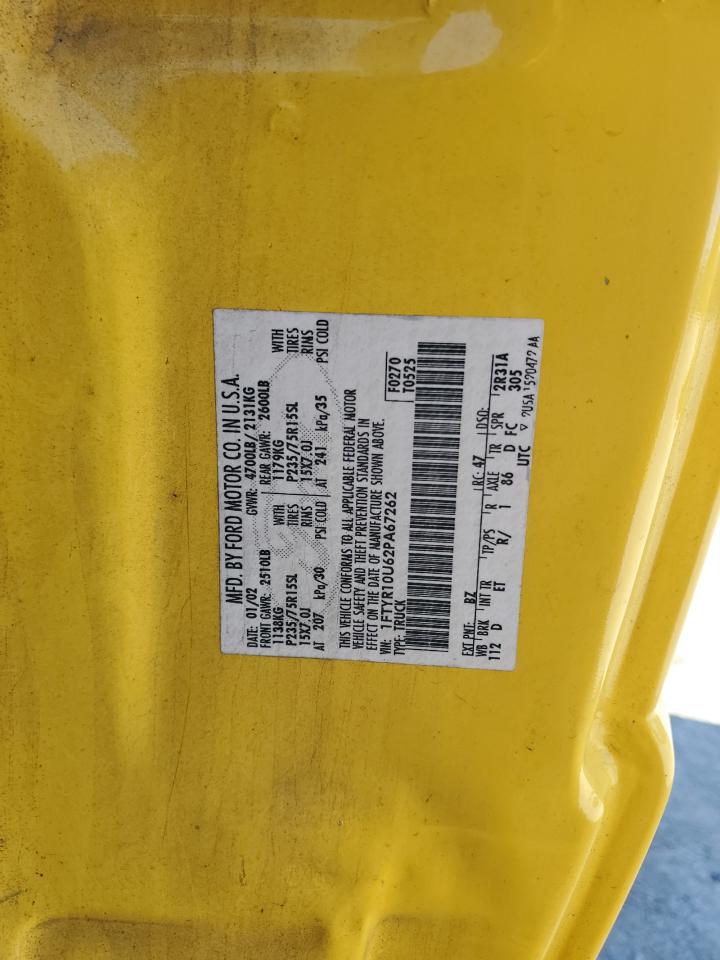 MFD. BY FORD MOTOR CO. IN U.S.A.
DATE: 01/02 GVWR: 4700LB/ 2131KG
FRONT GAWR: 2510LB REAR GAWR: 2600LB
1138KG 1179KG WITH
P235/75R15SL TIRES P235/75R15SL TIRES
15X7.0J RIMS 15X7.0J RIMS
AT 207 kPa/30 PSI COLD AT 241 kPa/35 PSI COLD
THIS VEHICLE CONFORMS TO ALL APPLICABLE FEDERAL MOTOR
VEHICLE SAFETY AND THEFT PREVENTION STANDARDS IN
EFFECT ON THE DATE OF MANUFACTURE SHOWN ABOVE.
VIN: 1FTYR10U62PA67262 F0270
TYPE: TRUCK T0525
EXT PNT: BZ RC: 47 DSO:
WB BRK INT TR TP/PS R AXLE TR SPR 2R31A
112 D ET R/ 1 86 D FC 305
UTC